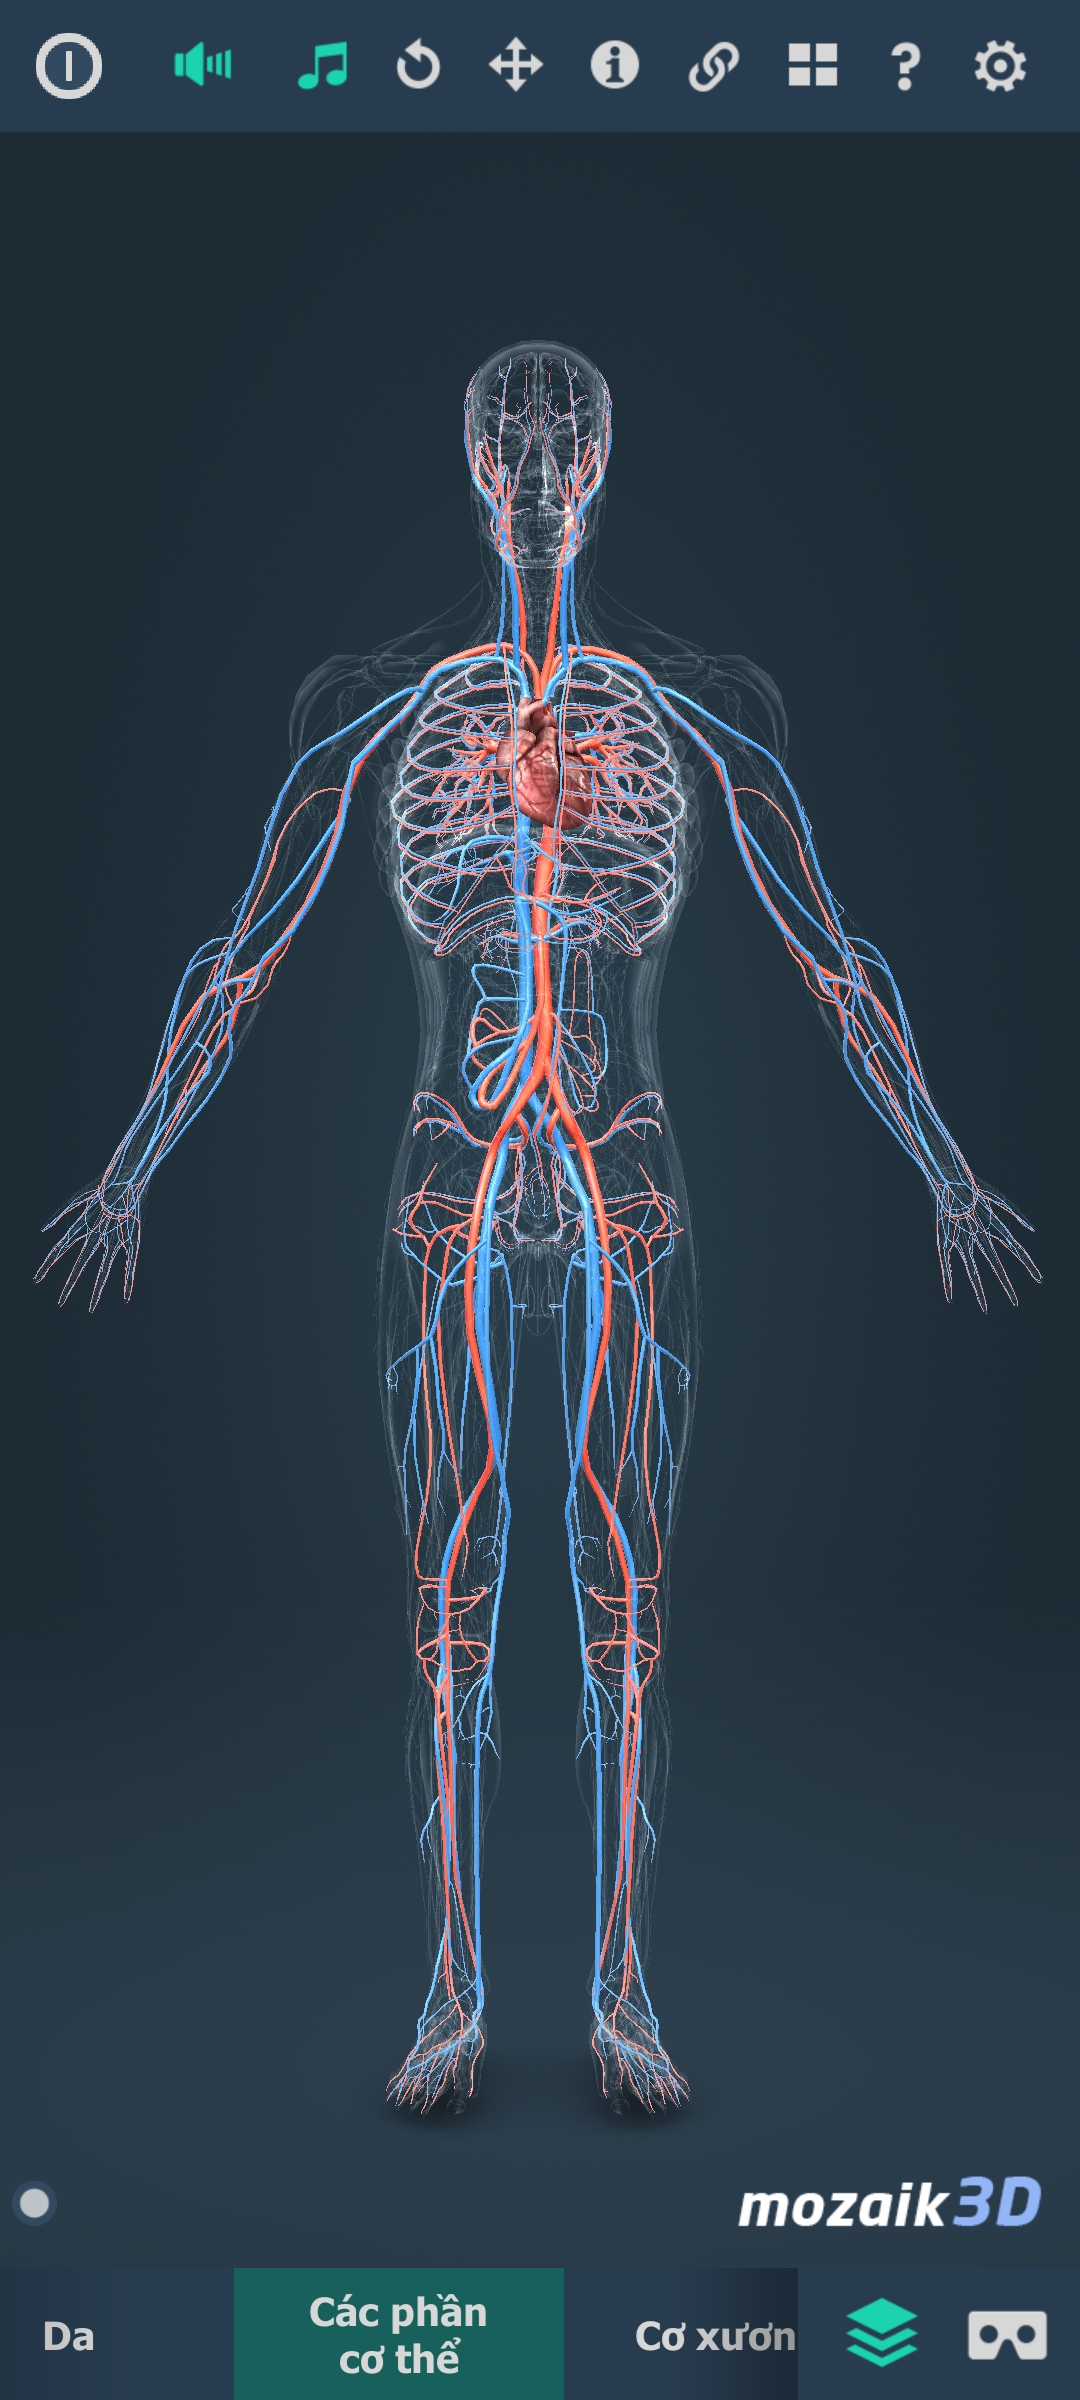 mozaik3D
Da
Các phần
cơ thể
Cơ xươn